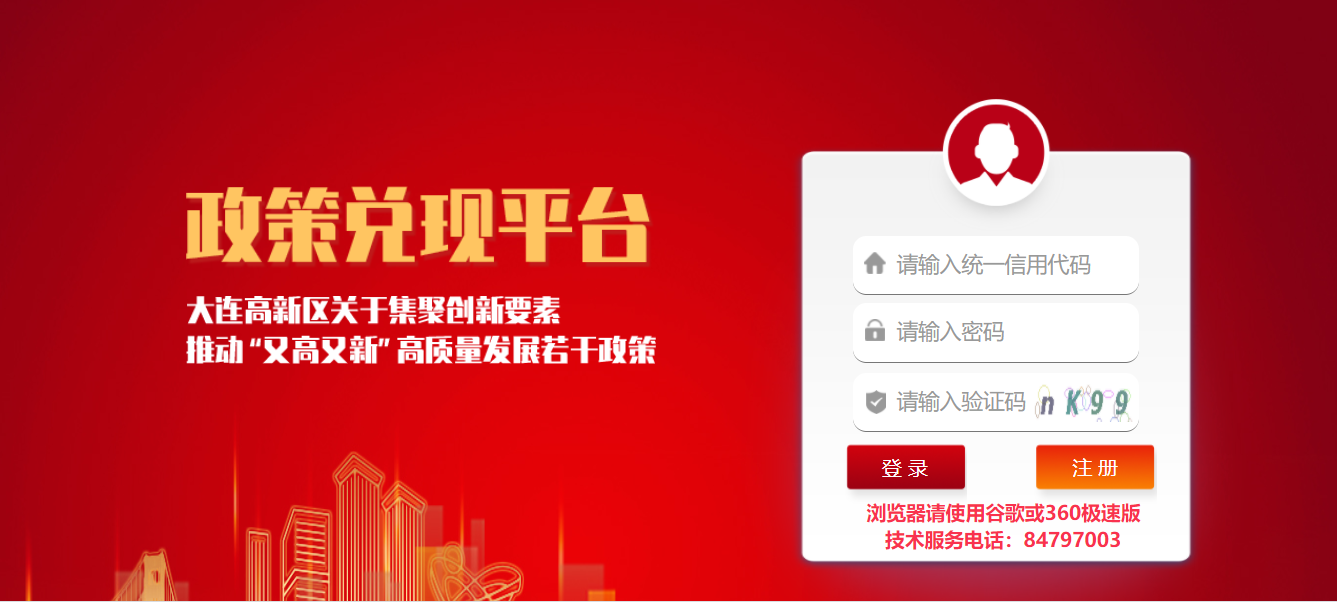 政策兑现平台
大连高新区关于集聚创新要素
推动“又高又新”高质量发展若干政策
请输入统一信用代码
请输入密码
请输入验证码 n K 9 9
登 录 注 册
浏览器请使用谷歌或360极速版
技术服务电话：84797003